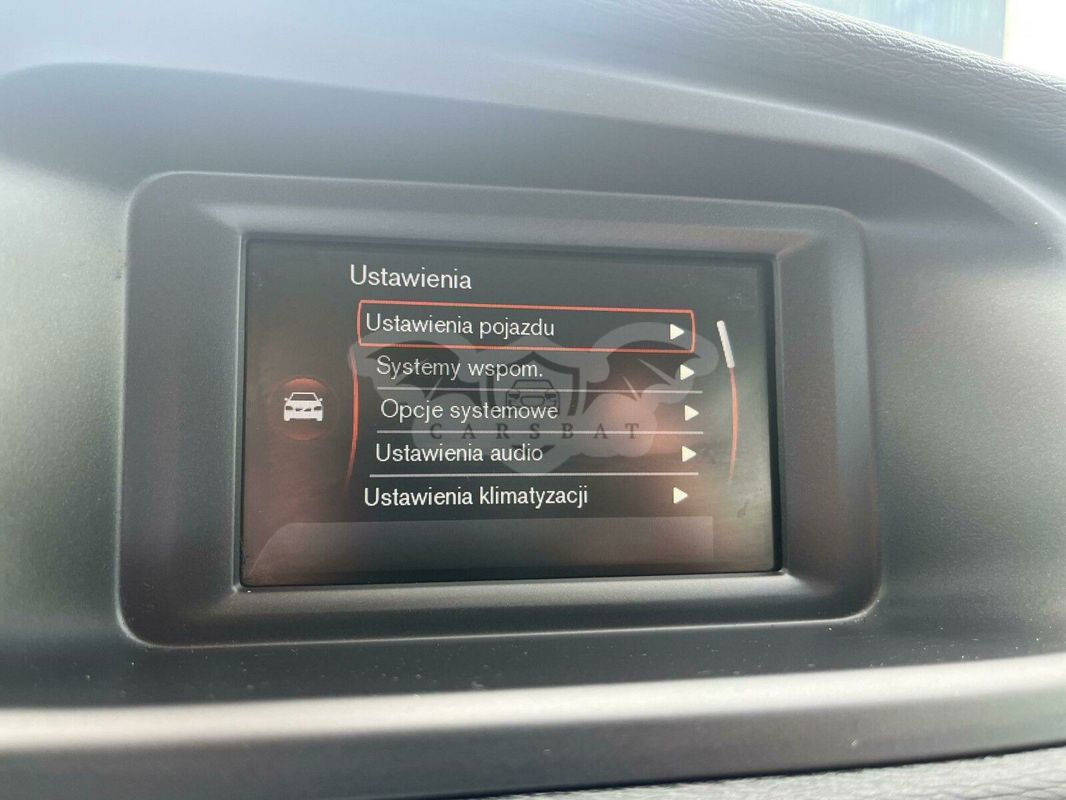 Ustawienia
Ustawienia pojazdu
Systemy wspom.
Opcje systemowe
CARSBAT
Ustawienia audio
Ustawienia klimatyzacji